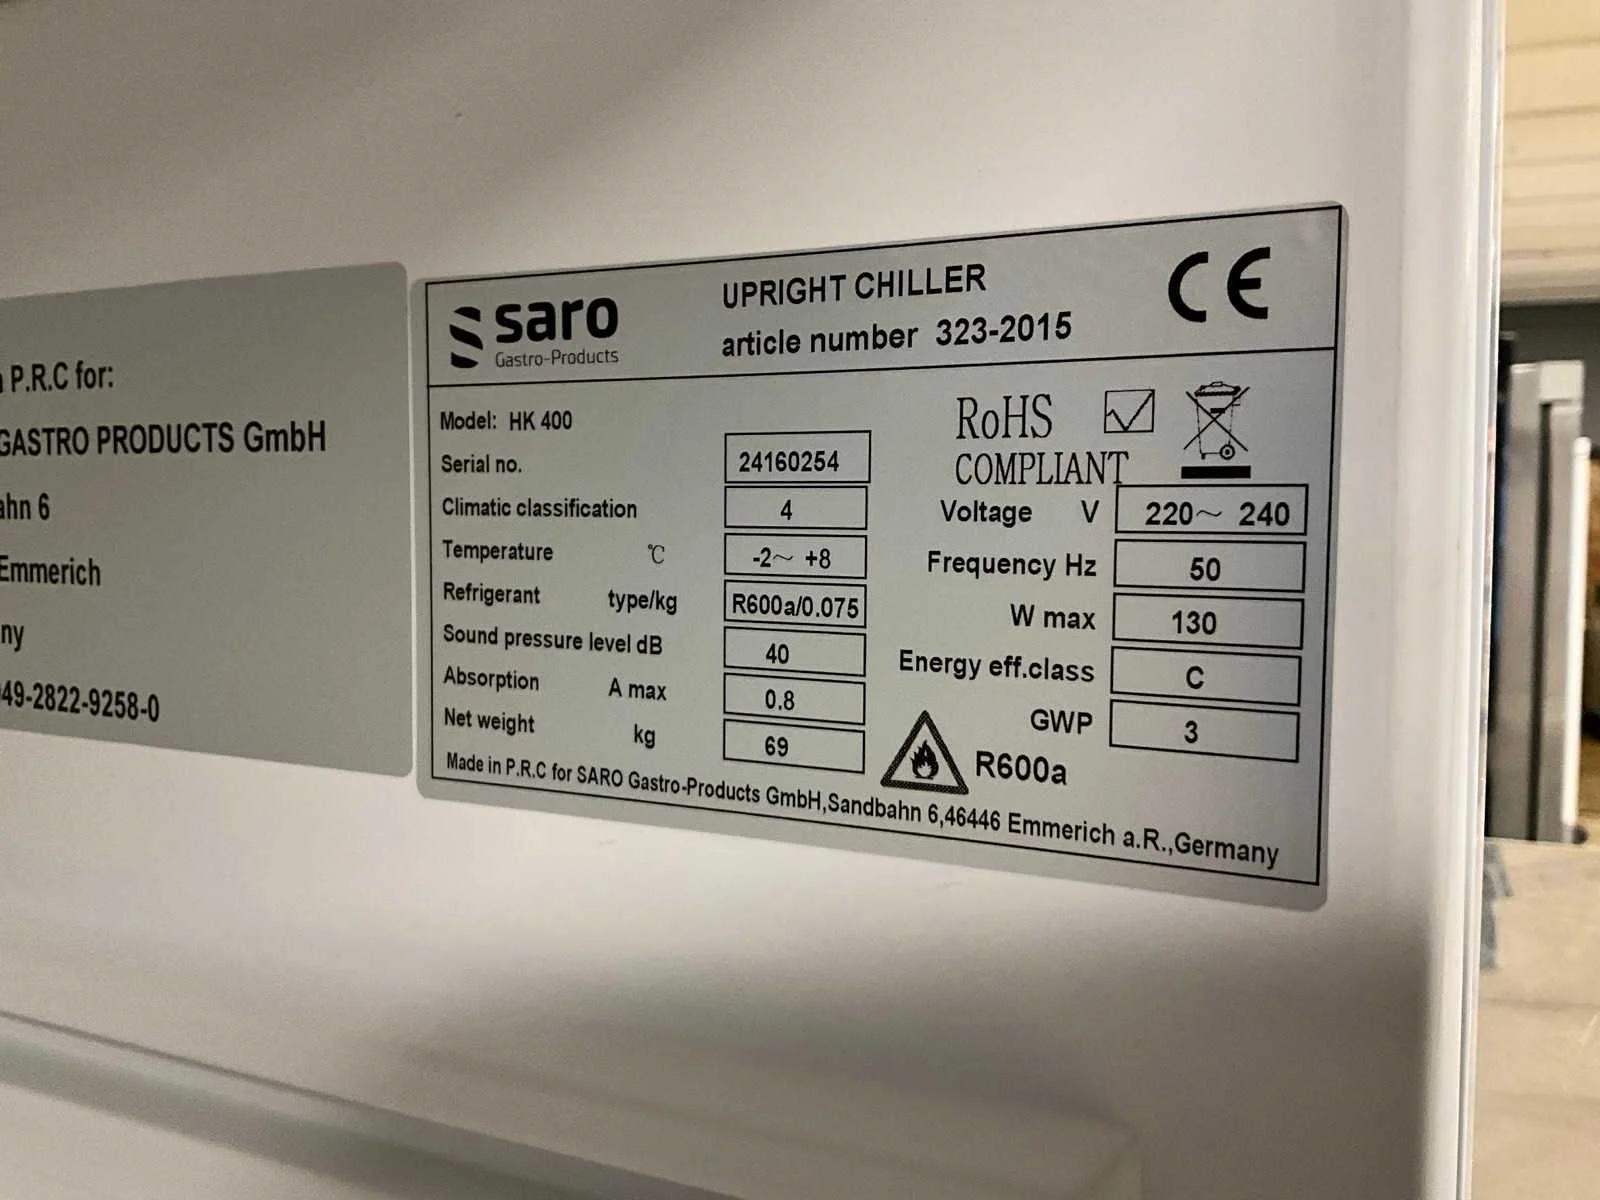 P.R.C for:
GASTRO PRODUCTS GmbH
6
Emmerich
49-2822-9258-0
saro
Gastro-Products
UPRIGHT CHILLER
article number 323-2015
CE
Model: HK 400
Serial no. 24160254
Climatic classification 4
Temperature ℃ -2～ +8
Refrigerant type/kg R600a/0.075
Sound pressure level dB 40
Absorption A max 0.8
Net weight kg 69
RoHS
COMPLIANT
Voltage V 220～ 240
Frequency Hz 50
W max 130
Energy eff.class C
GWP 3
R600a
Made in P.R.C for SARO Gastro-Products GmbH,Sandbahn 6,46446 Emmerich a.R.,Germany